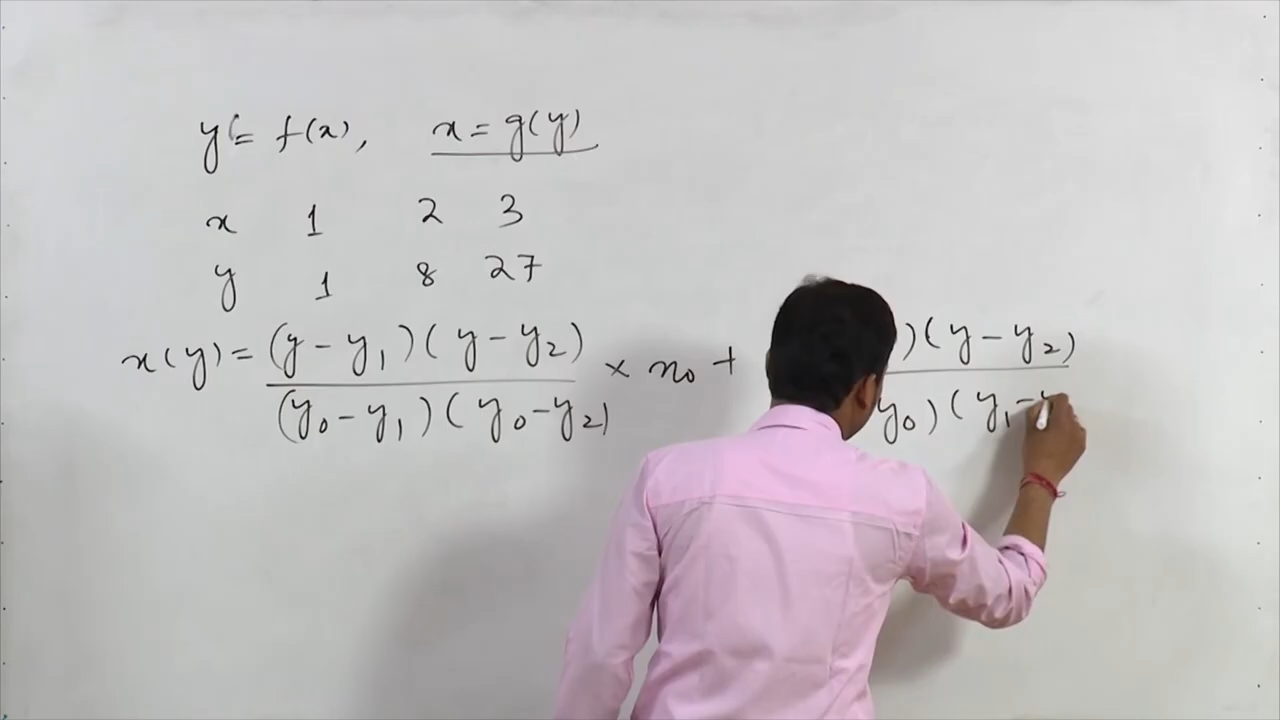 y = f(x), x = g(y)
x 1 2 3
y 1 8 27
x(y) = (y - y₁)(y - y₂) × x₀ + )(y - y₂)
(y₀ - y₁)(y₀ - y₂) y₀)(y₁ -